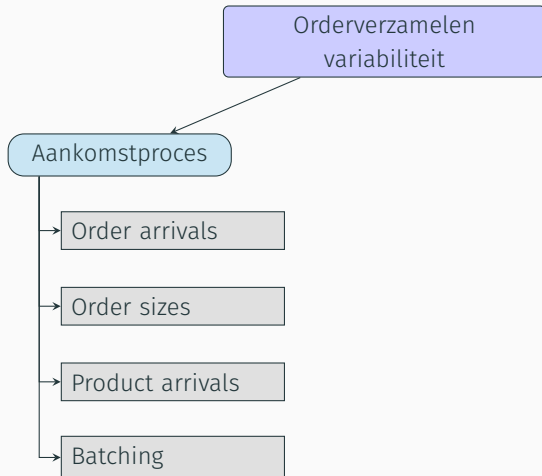 Orderverzamelen
variabiliteit
Aankomstproces
Order arrivals
Order sizes
Product arrivals
Batching